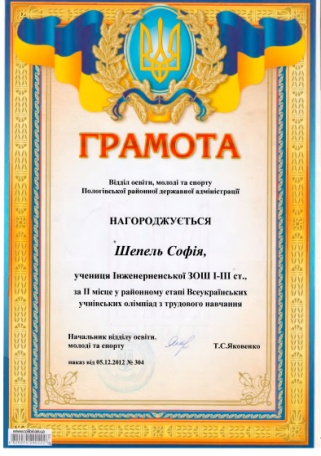 ГРАМОТА
Відділ освіти, молоді та спорту
Пологівської районної державної адміністрації
НАГОРОДЖУЄТЬСЯ
Шепель Софія,
учениця Інженерненської ЗОШ І-ІІІ ст.,
за ІІ місце у районному етапі Всеукраїнських
учнівських олімпіад з трудового навчання
Начальник відділу освіти,
молоді та спорту Т.С.Яковенко
наказ від 05.12.2012 № 304